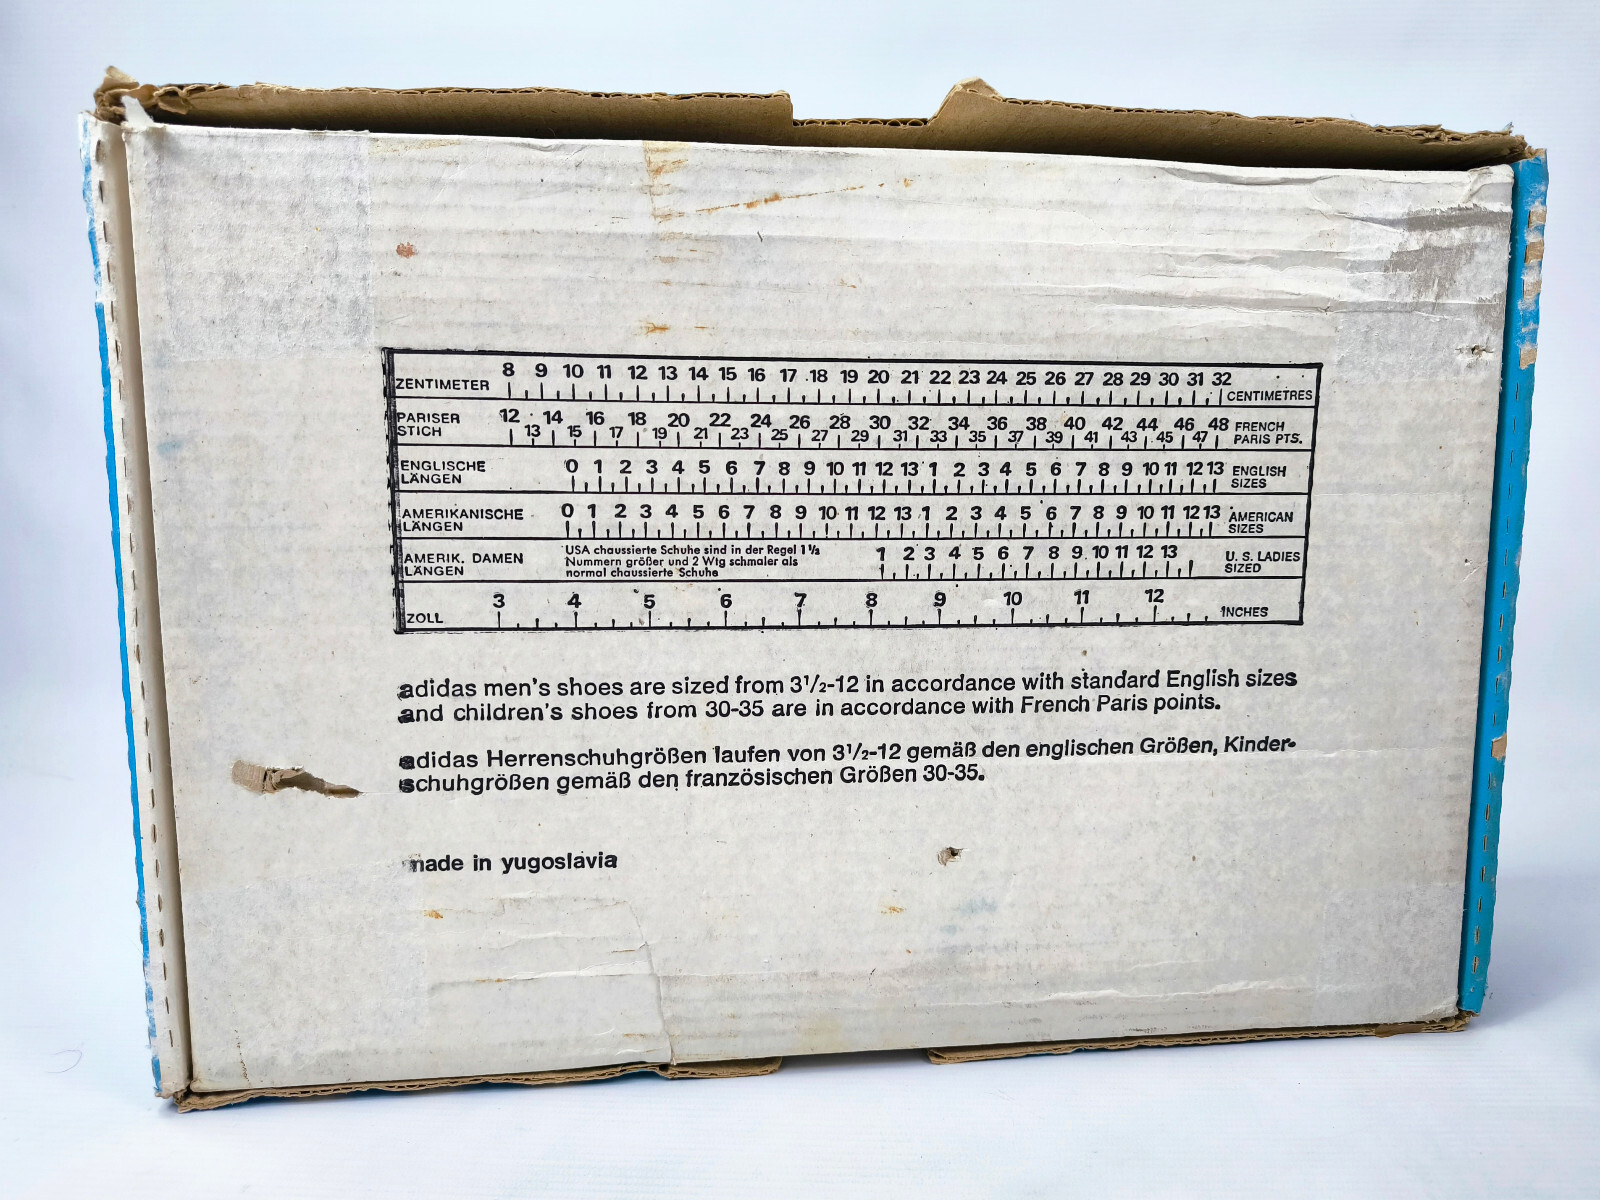 ZENTIMETER 8 9 10 11 12 13 14 15 16 17 18 19 20 21 22 23 24 25 26 27 28 29 30 31 32 CENTIMETRES
PARISER 12 14 16 18 20 22 24 26 28 30 32 34 36 38 40 42 44 46 48 FRENCH
STICH 13 15 17 19 21 23 25 27 29 31 33 35 37 39 41 43 45 47 PARIS PTS.
ENGLISCHE 0 1 2 3 4 5 6 7 8 9 10 11 12 13 1 2 3 4 5 6 7 8 9 10 11 12 13 ENGLISH
LÄNGEN SIZES
AMERIKANISCHE 0 1 2 3 4 5 6 7 8 9 10 11 12 13 1 2 3 4 5 6 7 8 9 10 11 12 13 AMERICAN
LÄNGEN SIZES
AMERIK. DAMEN USA chaussierte Schuhe sind in der Regel 1 1/2 1 2 3 4 5 6 7 8 9 10 11 12 13 U. S. LADIES
LÄNGEN Nummern größer und 2 Wtg schmaler als SIZED
normal chaussierte Schuhe
ZOLL 3 4 5 6 7 8 9 10 11 12 INCHES
adidas men's shoes are sized from 3 1/2-12 in accordance with standard English sizes
and children's shoes from 30-35 are in accordance with French Paris points.
adidas Herrenschuhgrößen laufen von 3 1/2-12 gemäß den englischen Größen, Kinder-
schuhgrößen gemäß den französischen Größen 30-35.
made in yugoslavia